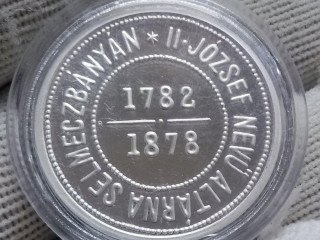 II·JÓZSEF NEVŰ ALTÁRNA SELMECZBÁNYÁN *
1782
1878